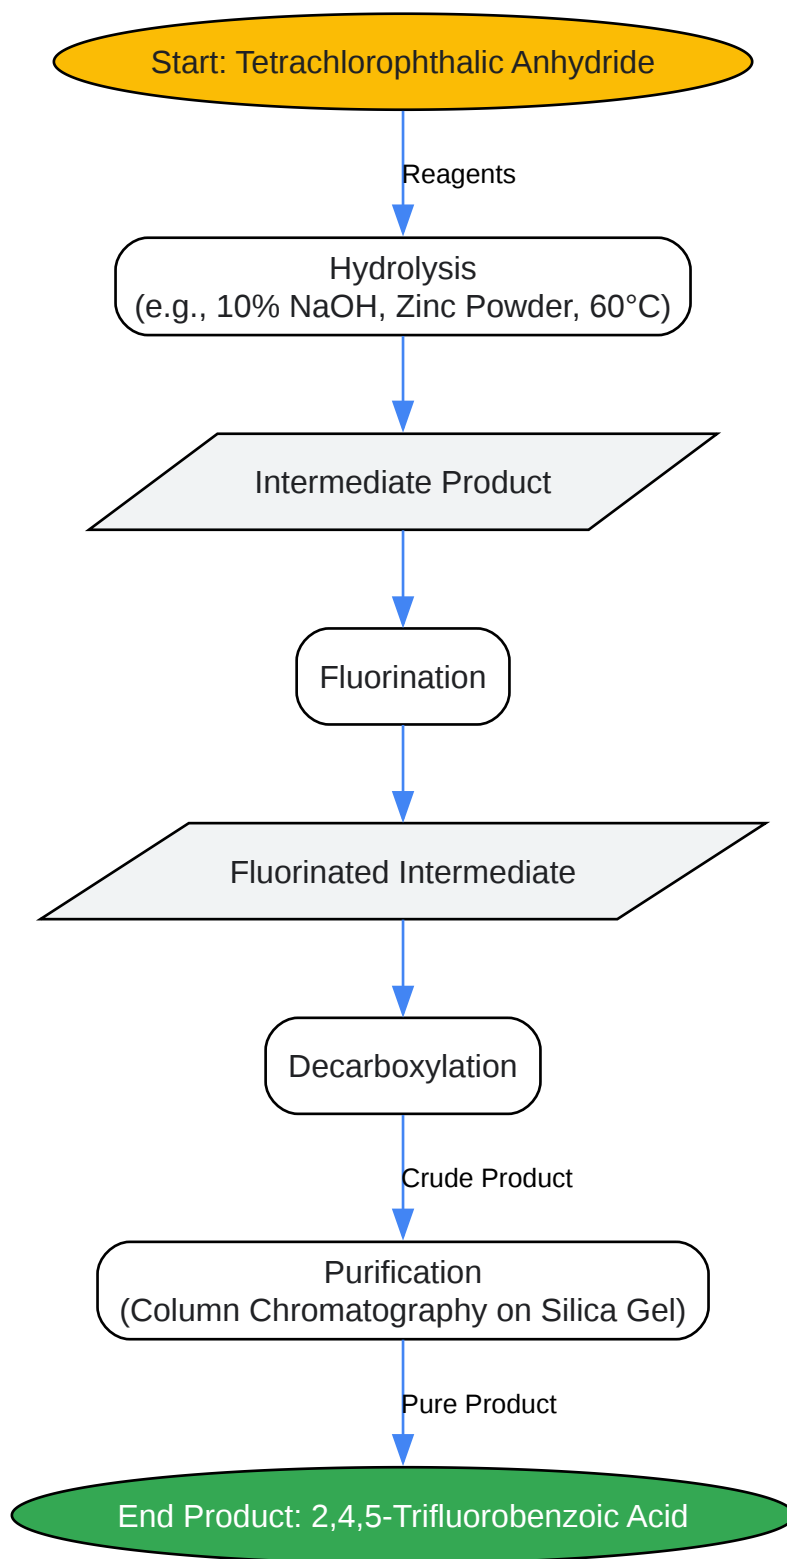 Start: Tetrachlorophthalic Anhydride
Reagents
Hydrolysis
(e.g., 10% NaOH, Zinc Powder, 60°C)
Intermediate Product
Fluorination
Fluorinated Intermediate
Decarboxylation
Crude Product
Purification
(Column Chromatography on Silica Gel)
Pure Product
End Product: 2,4,5-Trifluorobenzoic Acid